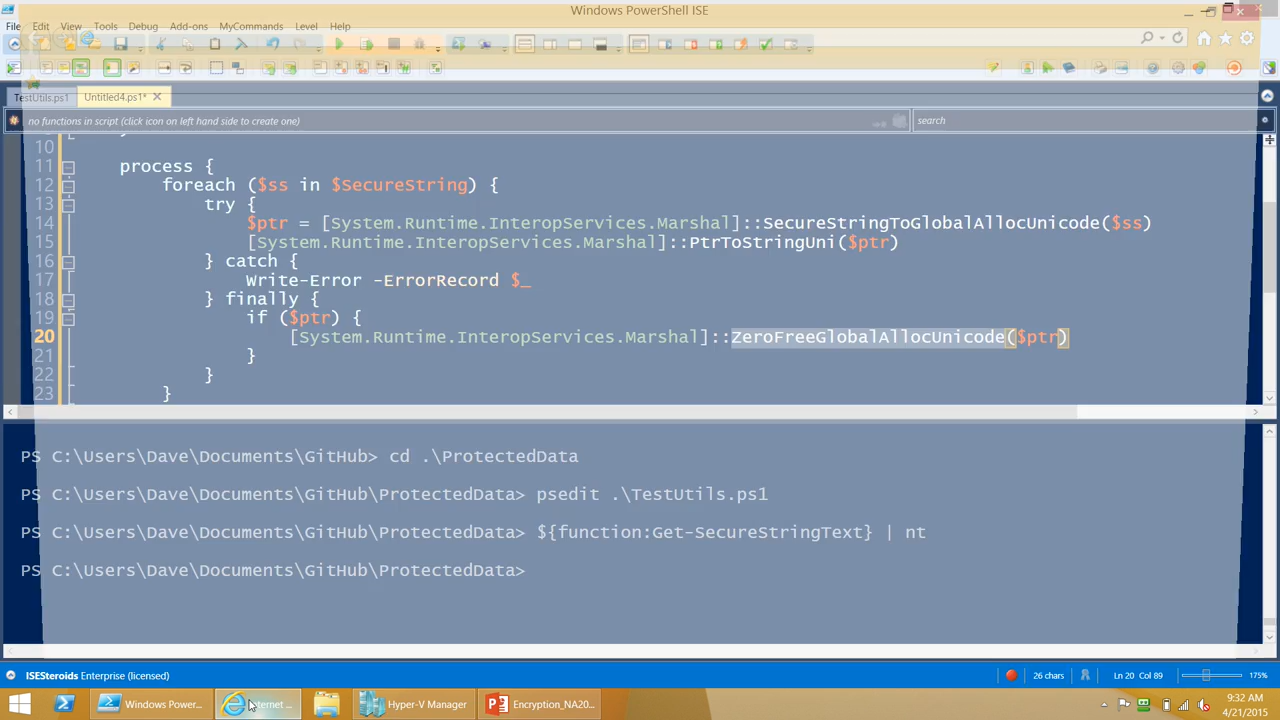 Windows PowerShell ISE
File Edit View Tools Debug Add-ons MyCommands Level Help
TestUtils.ps1 Untitled4.ps1*
no functions in script (click icon on left hand side to create one) search
10
11 process {
12 foreach ($ss in $SecureString) {
13 try {
14 $ptr = [System.Runtime.InteropServices.Marshal]::SecureStringToGlobalAllocUnicode($ss)
15 [System.Runtime.InteropServices.Marshal]::PtrToStringUni($ptr)
16 } catch {
17 Write-Error -ErrorRecord $_
18 } finally {
19 if ($ptr) {
20 [System.Runtime.InteropServices.Marshal]::ZeroFreeGlobalAllocUnicode($ptr)
21 }
22 }
23 }
PS C:\Users\Dave\Documents\GitHub> cd .\ProtectedData
PS C:\Users\Dave\Documents\GitHub\ProtectedData> psedit .\TestUtils.ps1
PS C:\Users\Dave\Documents\GitHub\ProtectedData> ${function:Get-SecureStringText} | nt
PS C:\Users\Dave\Documents\GitHub\ProtectedData>
ISESteroids Enterprise (licensed) 26 chars Ln 20 Col 89 175%
Windows Powe... Internet ... Hyper-V Manager Encryption_NA20... 9:32 AM
4/21/2015